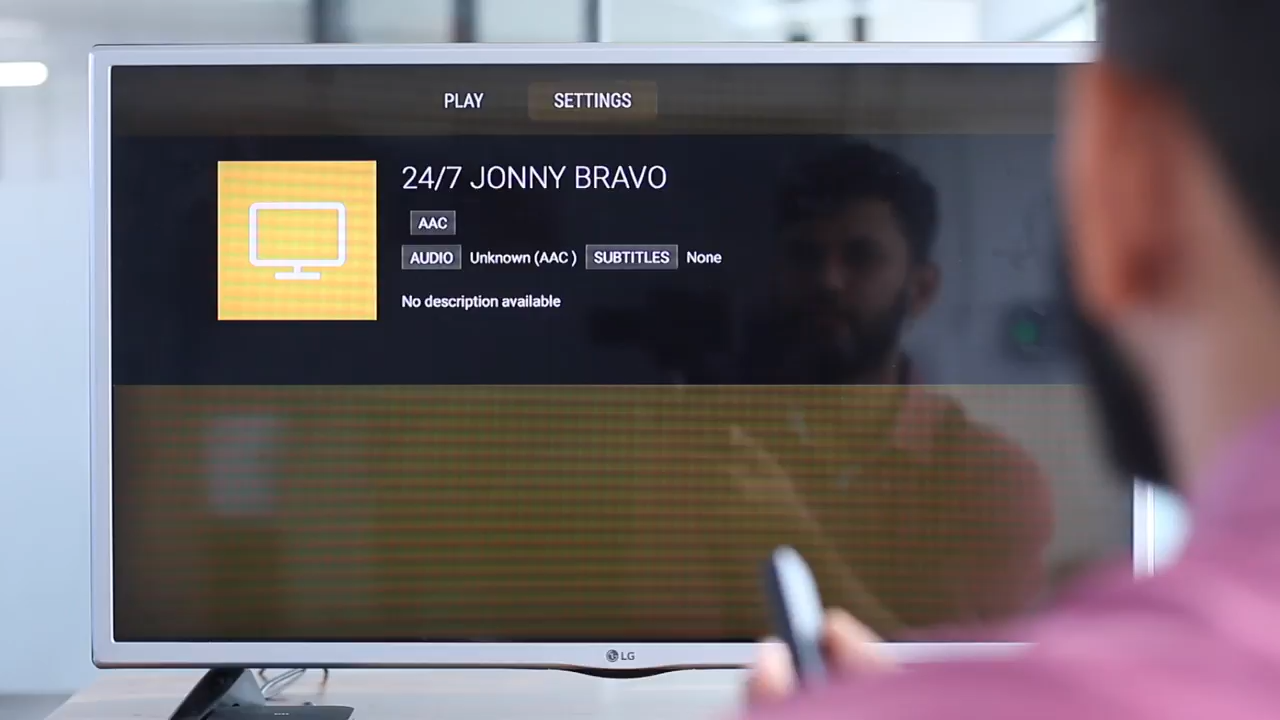 PLAY SETTINGS
24/7 JONNY BRAVO
AAC
AUDIO Unknown (AAC ) SUBTITLES None
No description available
LG